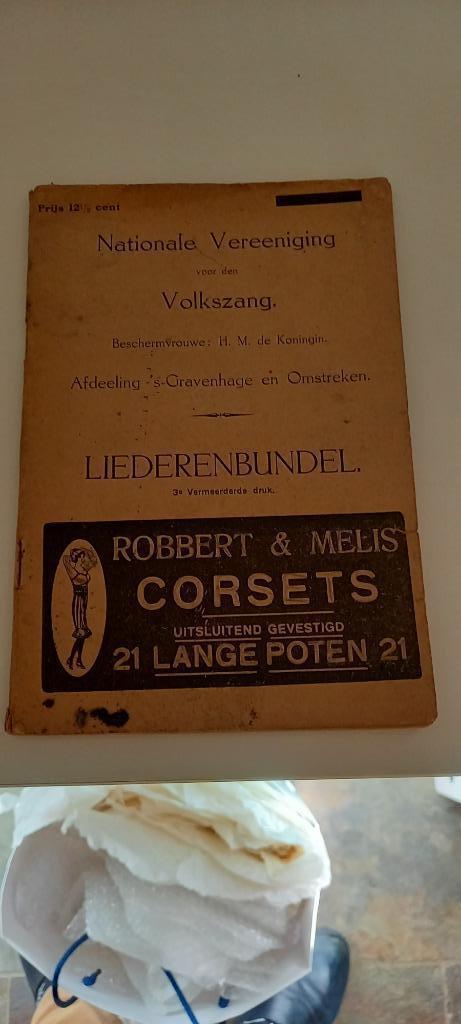 Prijs 12½ cent
Nationale Vereeniging
voor den
Volkszang.
Beschermvrouwe: H. M. de Koningin.
Afdeeling 's-Gravenhage en Omstreken.
LIEDERENBUNDEL.
3e Vermeerderde druk.
ROBBERT & MELIS
CORSETS
UITSLUITEND GEVESTIGD
21 LANGE POTEN 21